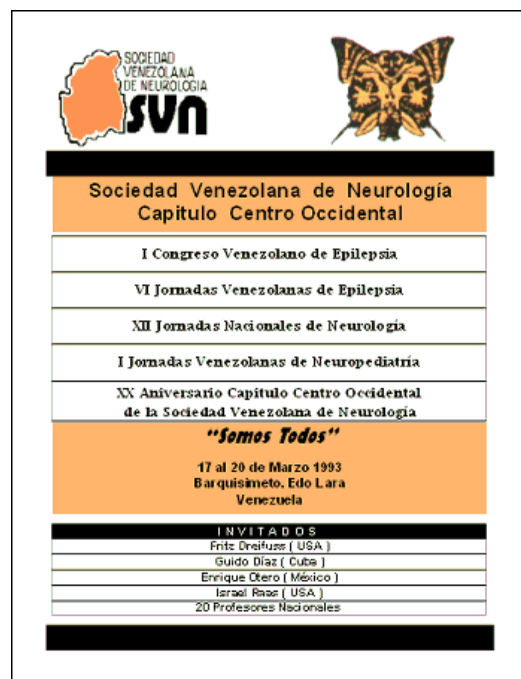 SOCIEDAD
VENEZOLANA
DE NEUROLOGIA
SVN
Sociedad Venezolana de Neurología
Capitulo Centro Occidental
I Congreso Venezolano de Epilepsia
VI Jornadas Venezolanas de Epilepsia
XII Jornadas Nacionales de Neurología
I Jornadas Venezolanas de Neuropediatría
XX Aniversario Capítulo Centro Occidental
de la Sociedad Venezolana de Neurología
"Somos Todos"
17 al 20 de Marzo 1993
Barquisimeto. Edo Lara
Venezuela
INVITADOS
Fritz Dreifuss ( USA )
Guido Díaz ( Cuba )
Enrique Otero ( México )
Israel ( USA )
20 Profesores Nacionales